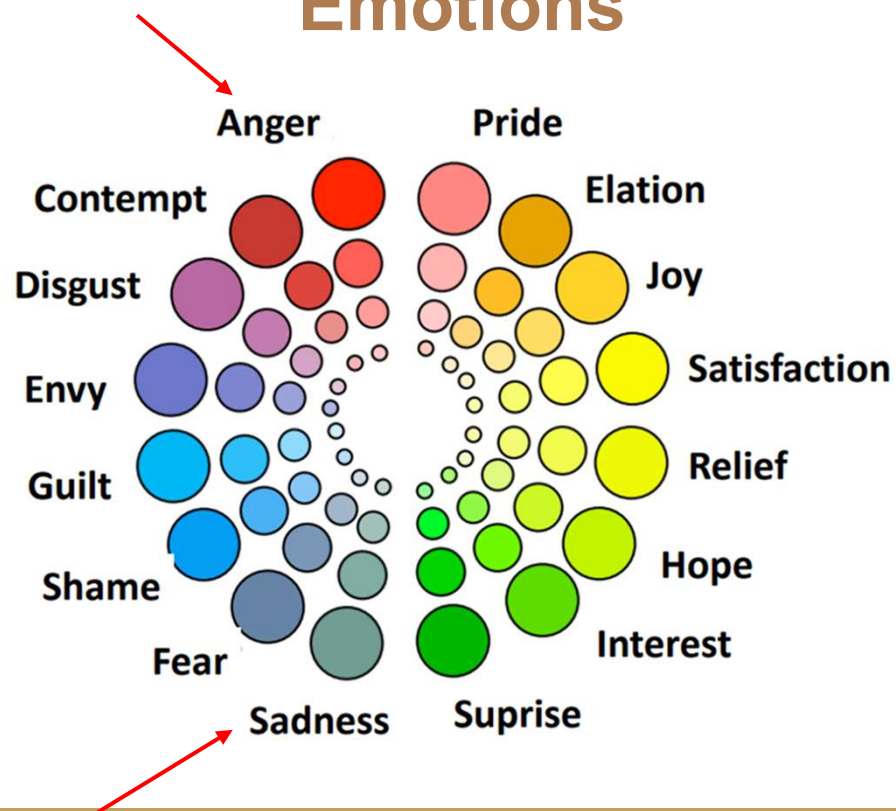 Emotions
Anger
Pride
Contempt
Elation
Disgust
Joy
Envy
Satisfaction
Guilt
Relief
Shame
Hope
Fear
Interest
Sadness
Suprise